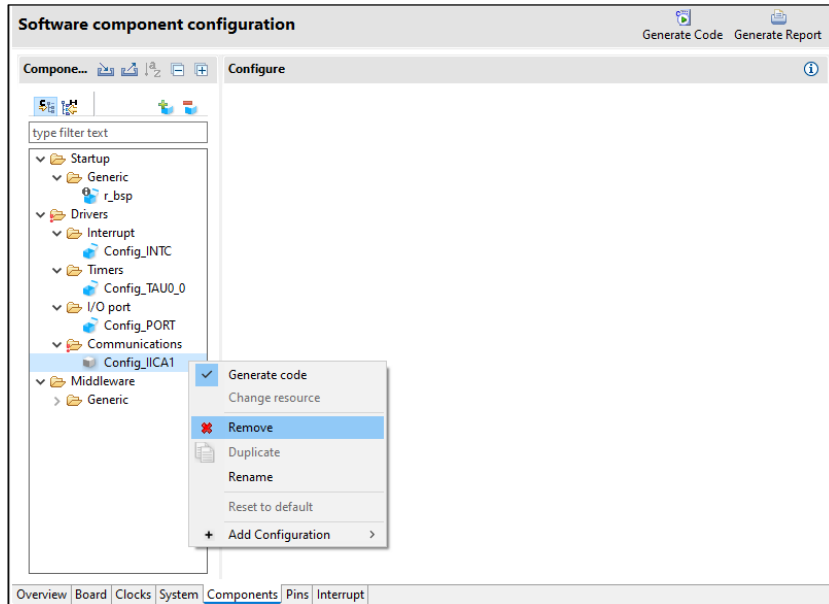 Software component configuration
Generate Code Generate Report
Compone...
Configure
type filter text
Startup
Generic
r_bsp
Drivers
Interrupt
Config_INTC
Timers
Config_TAU0_0
I/O port
Config_PORT
Communications
Config_IICA1
Middleware
Generic
Generate code
Change resource
Remove
Duplicate
Rename
Reset to default
Add Configuration
Overview Board Clocks System Components Pins Interrupt